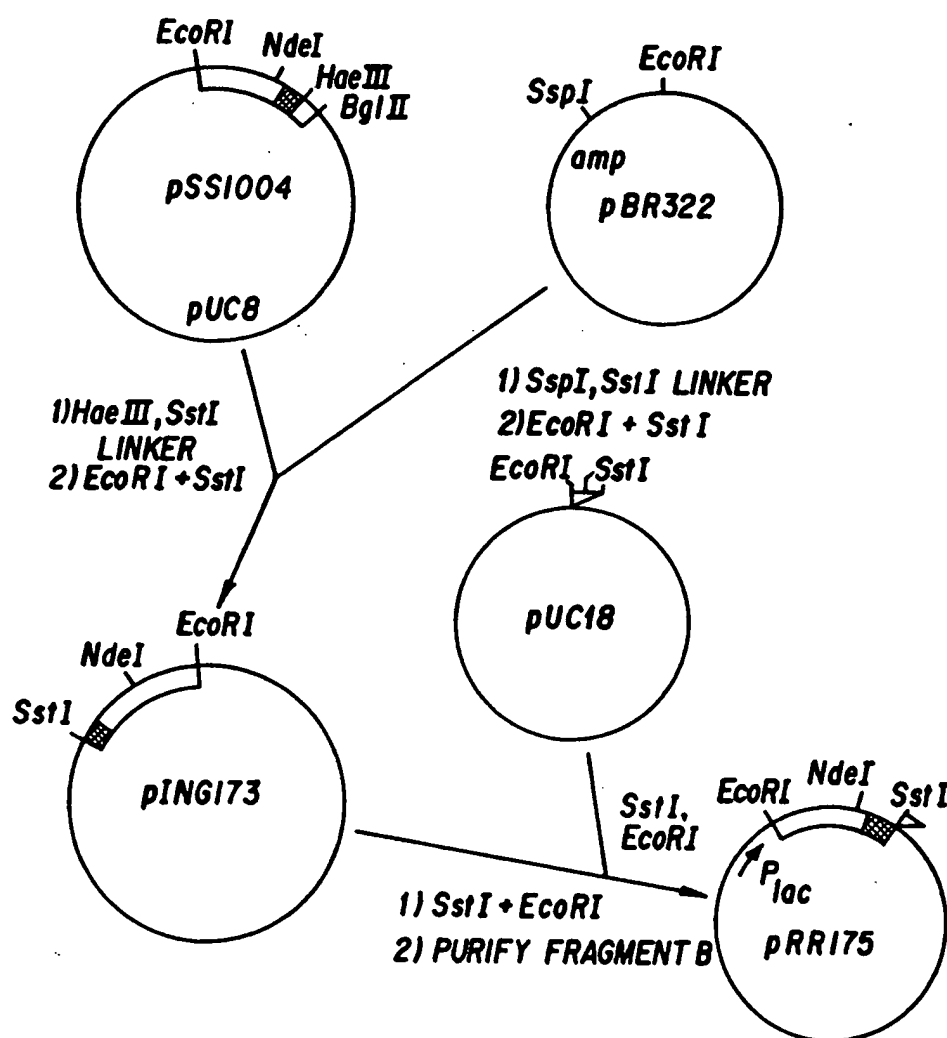 EcoRI
NdeI
HaeIII
BglII
pSS1004
pUC8
EcoRI
SspI
amp
pBR322
1)HaeIII,SstI
LINKER
2)EcoRI+SstI
1) SspI,SstI LINKER
2)EcoRI + SstI
EcoRI
SstI
pUC18
EcoRI
NdeI
SstI
pING173
SstI,
EcoRI
1) SstI+EcoRI
2) PURIFY FRAGMENT B
EcoRI
NdeI
SstI
Plac
pRR175